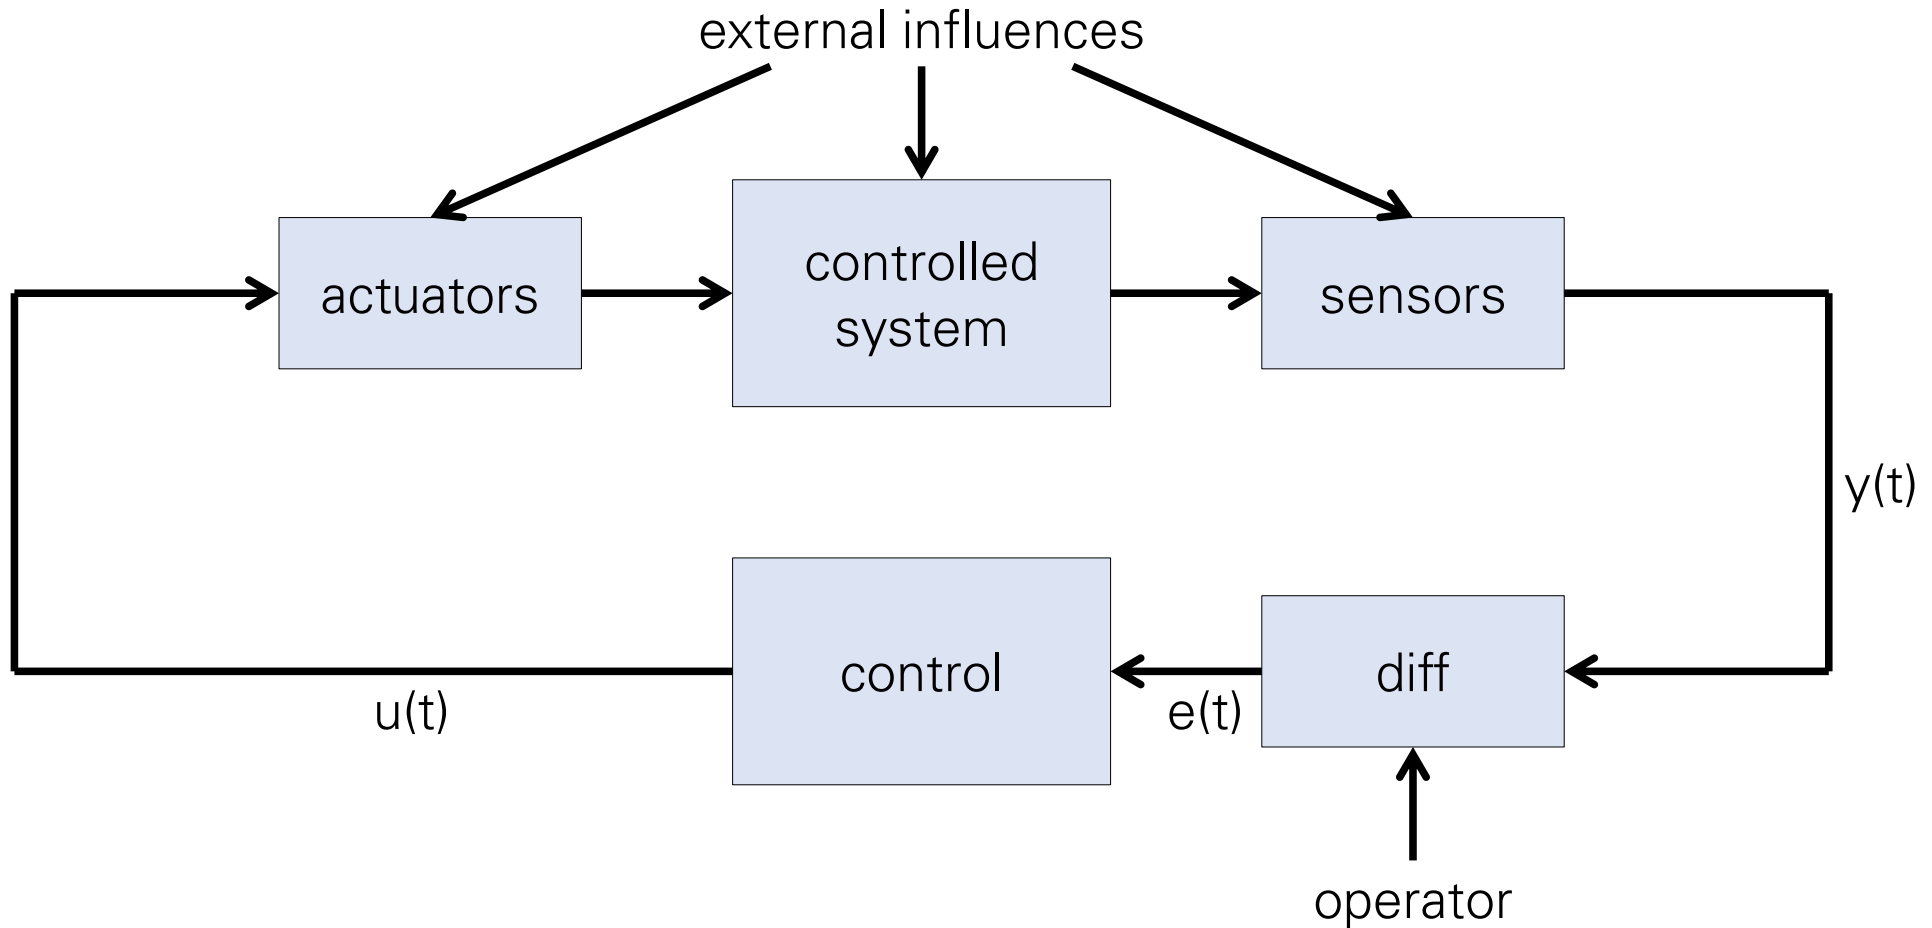 external influences
actuators
controlled
system
sensors
y(t)
control
diff
u(t)
e(t)
operator